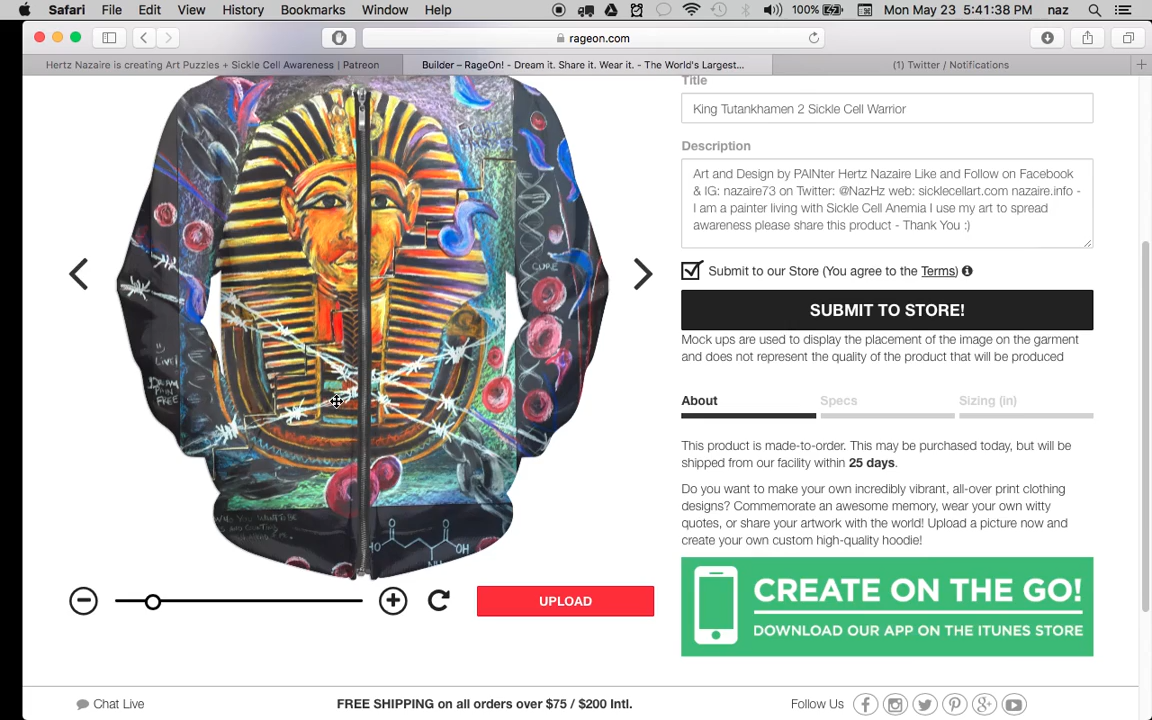 Safari File Edit View History Bookmarks Window Help 100% Mon May 23 5:41:38 PM naz
rageon.com
Hertz Nazaire is creating Art Puzzles + Sickle Cell Awareness | Patreon
Builder – RageOn! - Dream it. Share it. Wear it. - The World's Largest...
(1) Twitter / Notifications
Title
King Tutankhamen 2 Sickle Cell Warrior
Description
Art and Design by PAINter Hertz Nazaire Like and Follow on Facebook
& IG: nazaire73 on Twitter: @NazHz web: sicklecellart.com nazaire.info -
I am a painter living with Sickle Cell Anemia I use my art to spread
awareness please share this product - Thank You :)
Submit to our Store (You agree to the Terms)
SUBMIT TO STORE!
Mock ups are used to display the placement of the image on the garment
and does not represent the quality of the product that will be produced
About Specs Sizing (in)
This product is made-to-order. This may be purchased today, but will be
shipped from our facility within 25 days.
Do you want to make your own incredibly vibrant, all-over print clothing
designs? Commemorate an awesome memory, wear your own witty
quotes, or share your artwork with the world! Upload a picture now and
create your own custom high-quality hoodie!
CREATE ON THE GO!
DOWNLOAD OUR APP ON THE ITUNES STORE
CURE
LIVE!
DREAM
PAIN
FREE
HO OH
UPLOAD
Chat Live
FREE SHIPPING on all orders over $75 / $200 Intl.
Follow Us